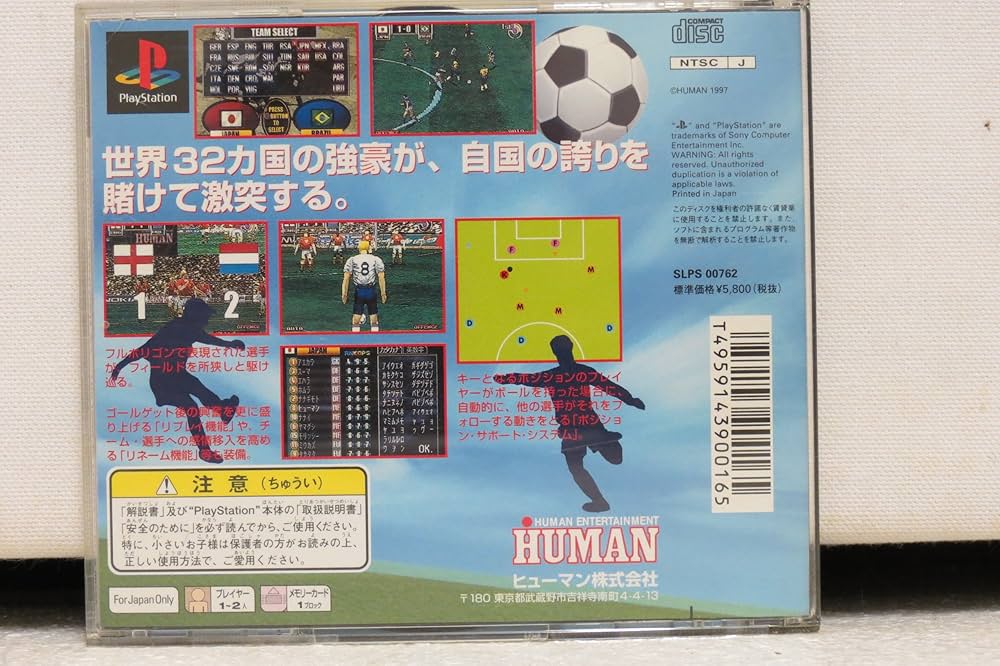 PlayStation
TEAM SELECT
GER ESP ENG TUR RSA JPN MEX BRA
PRESS
BUTTON
TO
SELECT
JAPAN
BRAZIL
1-0
COMPACT
disc
NTSC J
©HUMAN 1997
"PS" and "PlayStation" are
trademarks of Sony Computer
Entertainment Inc.
WARNING: All rights
reserved. Unauthorized
duplication is a violation of
applicable laws.
Printed in Japan
このディスクを権利者の許諾なく賃貸業
に使用することを禁止します。また、
ソフトに含まれるプログラム等著作物
を無断で解析することを禁止します。
SLPS 00762
標準価格¥5,800(税抜)
T4959143900165
世界32カ国の強豪が、自国の誇りを
賭けて激突する。
HUMAN
1 2
8
F F
K M
M M
D D
D
フルポリゴンで表現された選手
が、フィールドを所狭しと駆け
巡る。
ゴールゲット後の興奮を更に盛
り上げる「リプレイ機能」や、チ
ーム・選手への感情移入を高め
る「リネーム機能」等も装備。
JAPAN
OK.
キーとなるポジションのプレイ
ヤーがボールを持った場合に、
自動的に、他の選手がそれをフ
ォローする動きをとる「ポジショ
ン・サポート・システム」。
注意(ちゅうい)
「解説書」及び"PlayStation"本体の「取扱説明書」
「安全のために」を必ず読んでから、ご使用ください。
特に、小さいお子様は保護者の方がお読みの上、
正しい使用方法で、ご愛用ください。
For Japan Only
プレイヤー
1~2人
メモリーカード
1ブロック
HUMAN ENTERTAINMENT
HUMAN
ヒューマン株式会社
〒180 東京都武蔵野市吉祥寺南町4-4-13